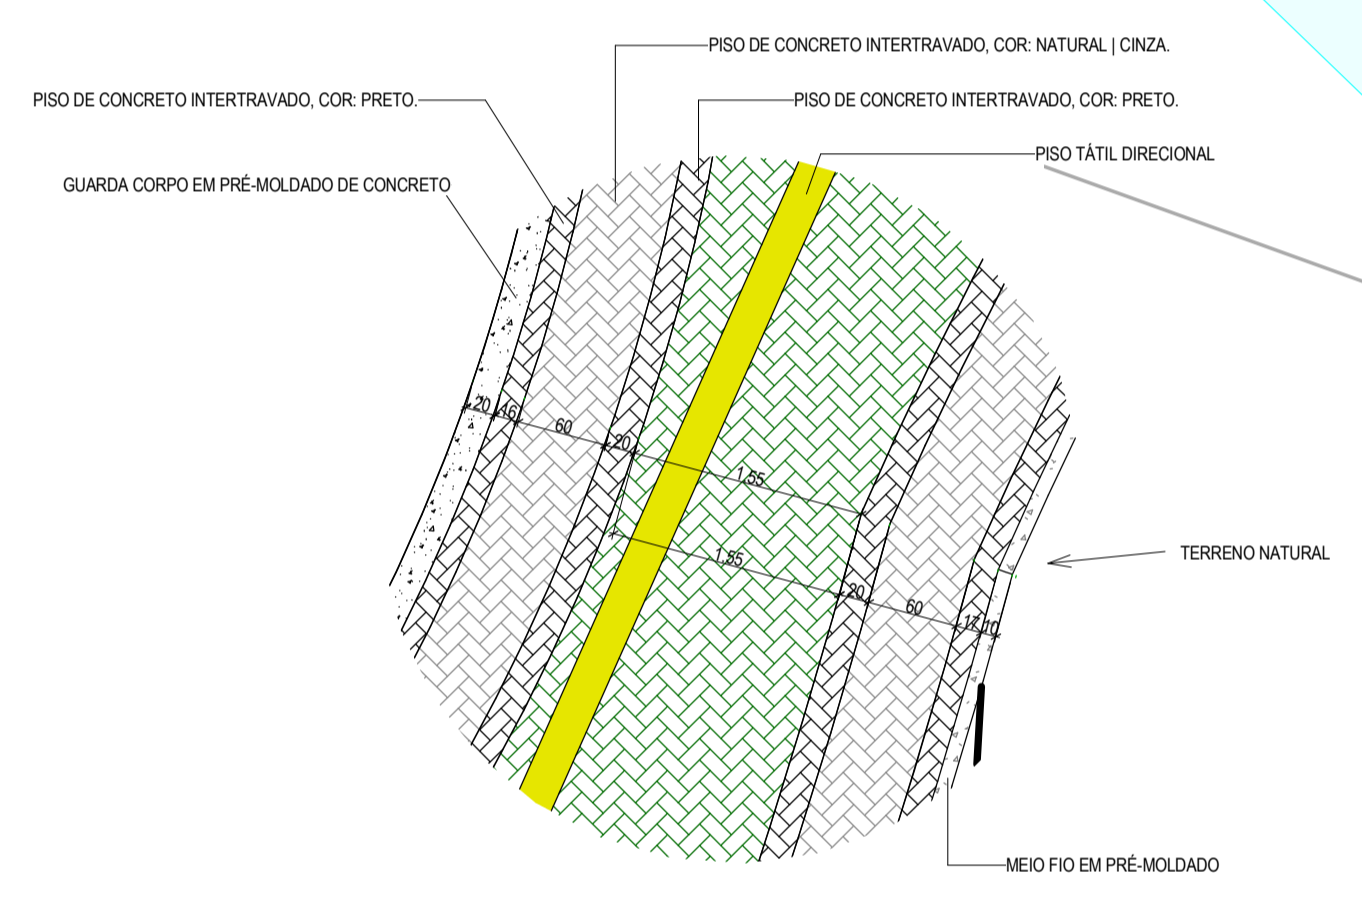 PISO DE CONCRETO INTERTRAVADO, COR: NATURAL | CINZA.
PISO DE CONCRETO INTERTRAVADO, COR: PRETO.
PISO DE CONCRETO INTERTRAVADO, COR: PRETO.
PISO TÁTIL DIRECIONAL
GUARDA CORPO EM PRÉ-MOLDADO DE CONCRETO
20
16
60
20
1,55
1,55
20
60
17
10
TERRENO NATURAL
MEIO FIO EM PRÉ-MOLDADO